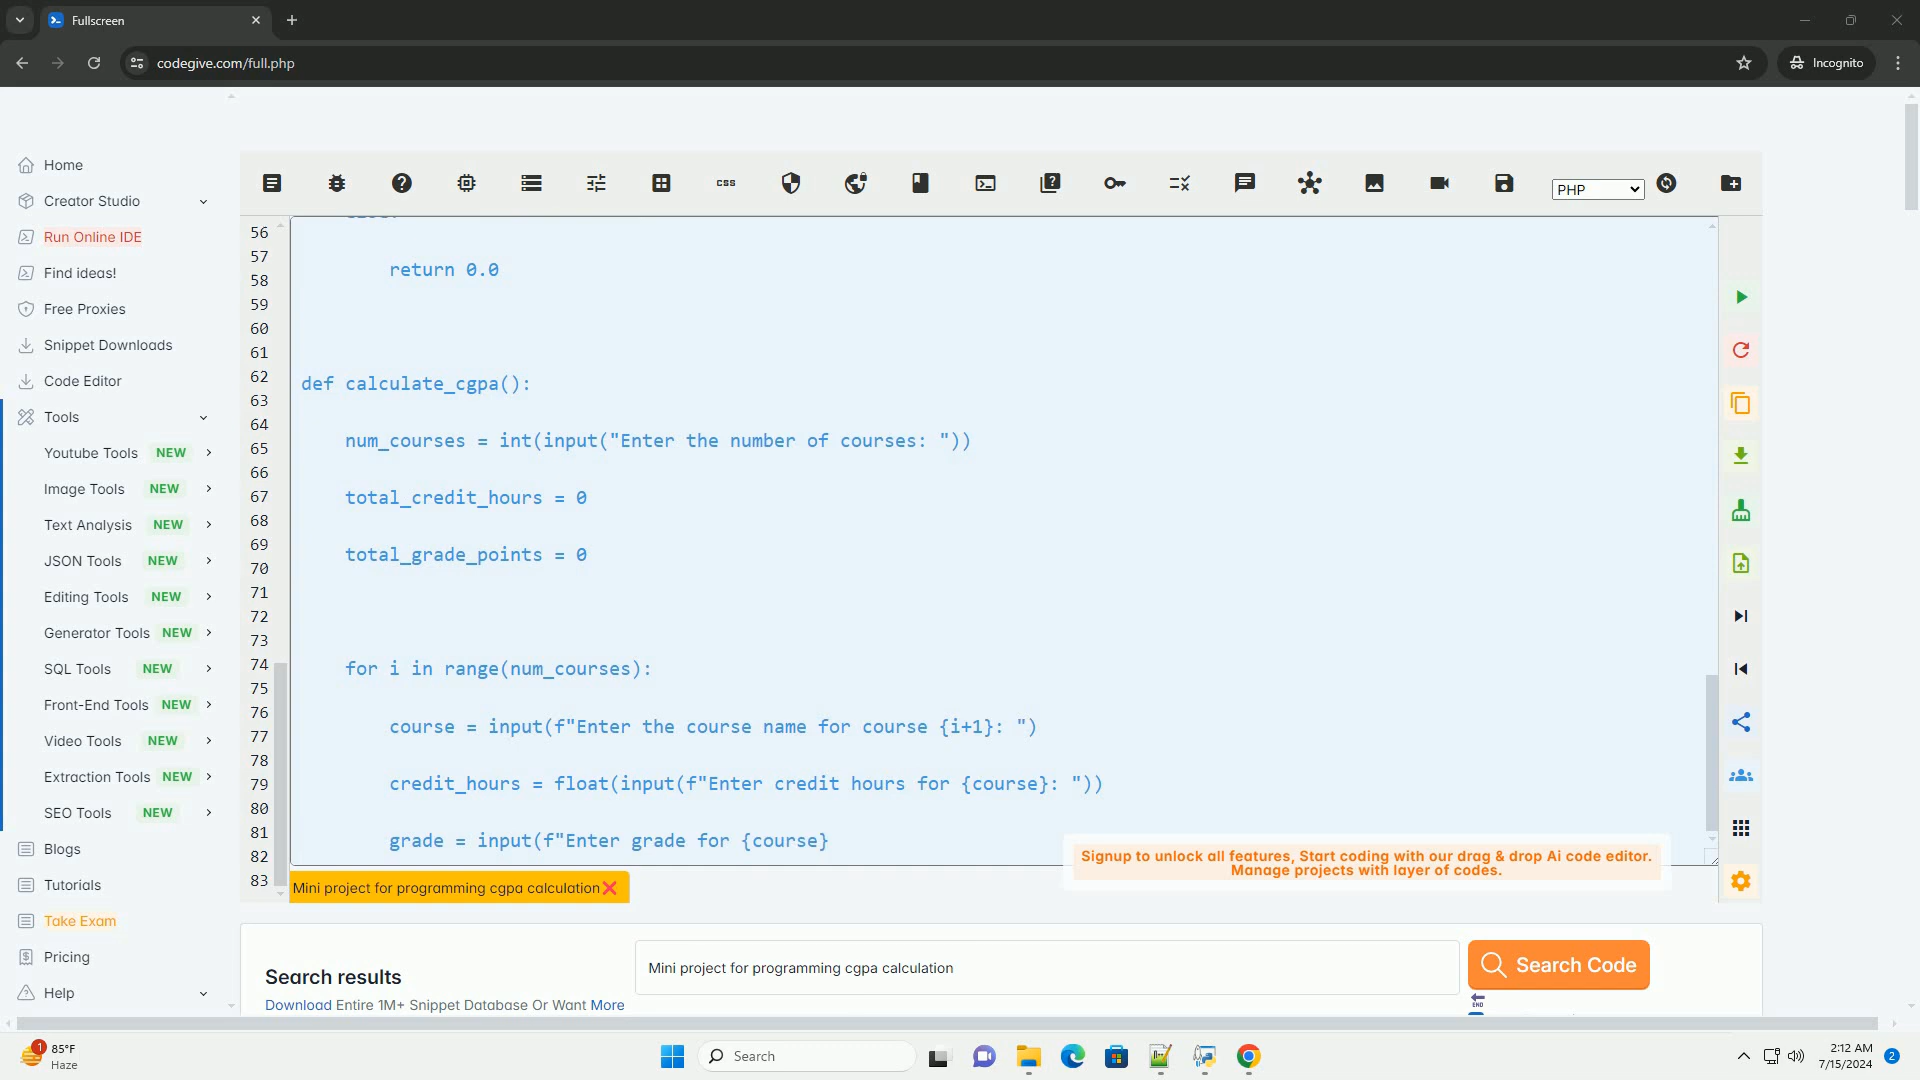 Fullscreen
codegive.com/full.php
Incognito
Home
Creator Studio
Run Online IDE
Find ideas!
Free Proxies
Snippet Downloads
Code Editor
Tools
Youtube Tools NEW
Image Tools NEW
Text Analysis NEW
JSON Tools NEW
Editing Tools NEW
Generator Tools NEW
SQL Tools NEW
Front-End Tools NEW
Video Tools NEW
Extraction Tools NEW
SEO Tools NEW
Blogs
Tutorials
Take Exam
Pricing
Help
css
PHP
56
57
58
59
60
61
62
63
64
65
66
67
68
69
70
71
72
73
74
75
76
77
78
79
80
81
82
83
return 0.0
def calculate_cgpa():
num_courses = int(input("Enter the number of courses: "))
total_credit_hours = 0
total_grade_points = 0
for i in range(num_courses):
course = input(f"Enter the course name for course {i+1}: ")
credit_hours = float(input(f"Enter credit hours for {course}: "))
grade = input(f"Enter grade for {course}
Signup to unlock all features, Start coding with our drag & drop Ai code editor.
Manage projects with layer of codes.
Mini project for programming cgpa calculation
Search results
Mini project for programming cgpa calculation
Search Code
Download Entire 1M+ Snippet Database Or Want More
END
1
85°F
Haze
Search
2:12 AM
7/15/2024
2